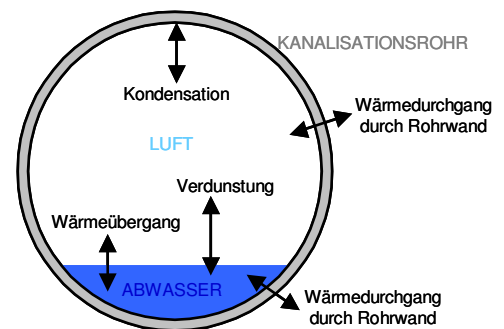 KANALISATIONSROHR
Kondensation
Wärmedurchgang
durch Rohrwand
LUFT
Verdunstung
Wärmeübergang
ABWASSER
Wärmedurchgang
durch Rohrwand